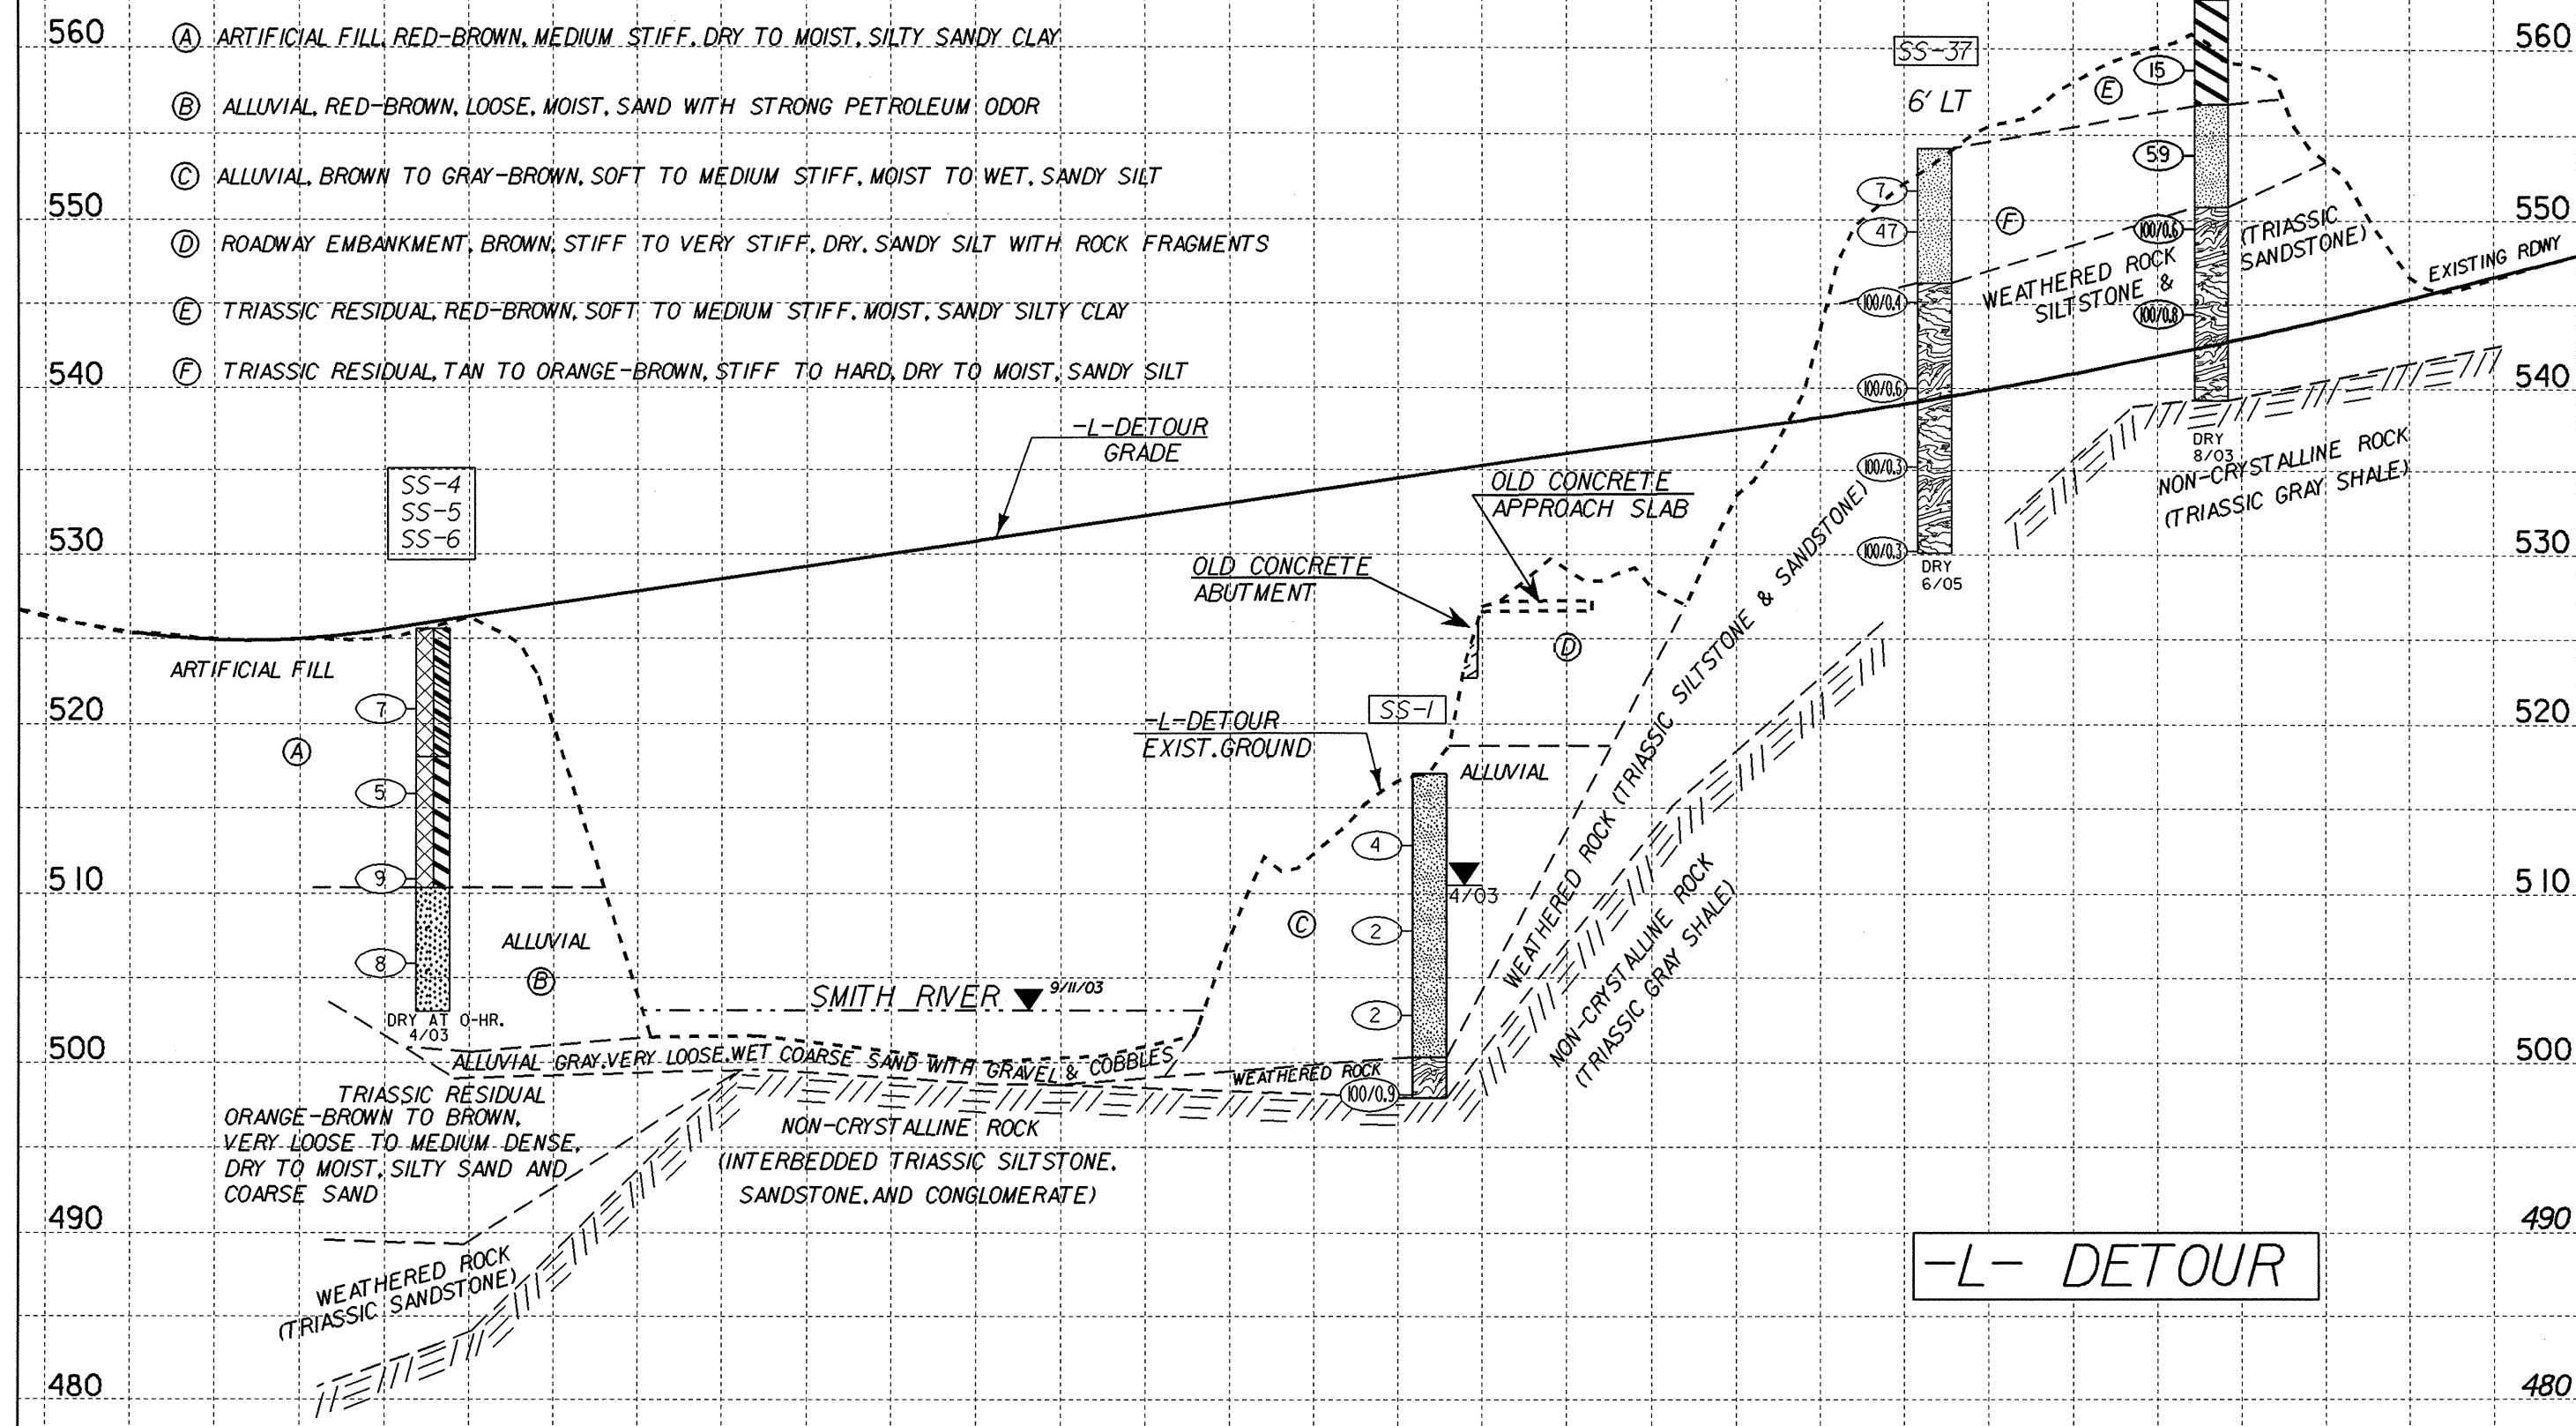 560
Ⓐ ARTIFICIAL FILL, RED-BROWN, MEDIUM STIFF, DRY TO MOIST, SILTY SANDY CLAY
SS-37
15
Ⓔ
560
6' LT
Ⓑ ALLUVIAL, RED-BROWN, LOOSE, MOIST, SAND WITH STRONG PETROLEUM ODOR
59
Ⓒ ALLUVIAL, BROWN TO GRAY-BROWN, SOFT TO MEDIUM STIFF, MOIST TO WET, SANDY SILT
7
550
47
Ⓕ
100/0.6
(TRIASSIC
SANDSTONE)
550
Ⓓ ROADWAY EMBANKMENT, BROWN, STIFF TO VERY STIFF, DRY, SANDY SILT WITH ROCK FRAGMENTS
WEATHERED ROCK
SILTSTONE &
EXISTING RDWY
100/0.4
100/0.8
Ⓔ TRIASSIC RESIDUAL, RED-BROWN, SOFT TO MEDIUM STIFF, MOIST, SANDY SILTY CLAY
540
Ⓕ TRIASSIC RESIDUAL, TAN TO ORANGE-BROWN, STIFF TO HARD, DRY TO MOIST, SANDY SILT
100/0.6
540
-L-DETOUR
GRADE
DRY
8/03
NON-CRYSTALLINE ROCK
(TRIASSIC GRAY SHALE)
SS-4
SS-5
SS-6
OLD CONCRETE
APPROACH SLAB
100/0.3
530
100/0.3
530
OLD CONCRETE
ABUTMENT
DRY
6/05
ARTIFICIAL FILL
Ⓓ
7
520
SS-1
520
Ⓐ
-L-DETOUR
EXIST. GROUND
ALLUVIAL
5
WEATHERED ROCK (TRIASSIC SILTSTONE & SANDSTONE)
4
510
9
4/03
510
NON-CRYSTALLINE ROCK
(TRIASSIC GRAY SHALE)
ALLUVIAL
Ⓒ
2
8
Ⓑ
SMITH RIVER
9/11/03
DRY AT 0-HR.
4/03
2
500
ALLUVIAL GRAY, VERY LOOSE, WET COARSE SAND WITH GRAVEL & COBBLES
WEATHERED ROCK
500
100/0.9
TRIASSIC RESIDUAL
ORANGE-BROWN TO BROWN,
VERY LOOSE TO MEDIUM DENSE,
DRY TO MOIST, SILTY SAND AND
COARSE SAND
NON-CRYSTALLINE ROCK
(INTERBEDDED TRIASSIC SILTSTONE,
SANDSTONE, AND CONGLOMERATE)
490
490
WEATHERED ROCK
(TRIASSIC SANDSTONE)
-L- DETOUR
480
480